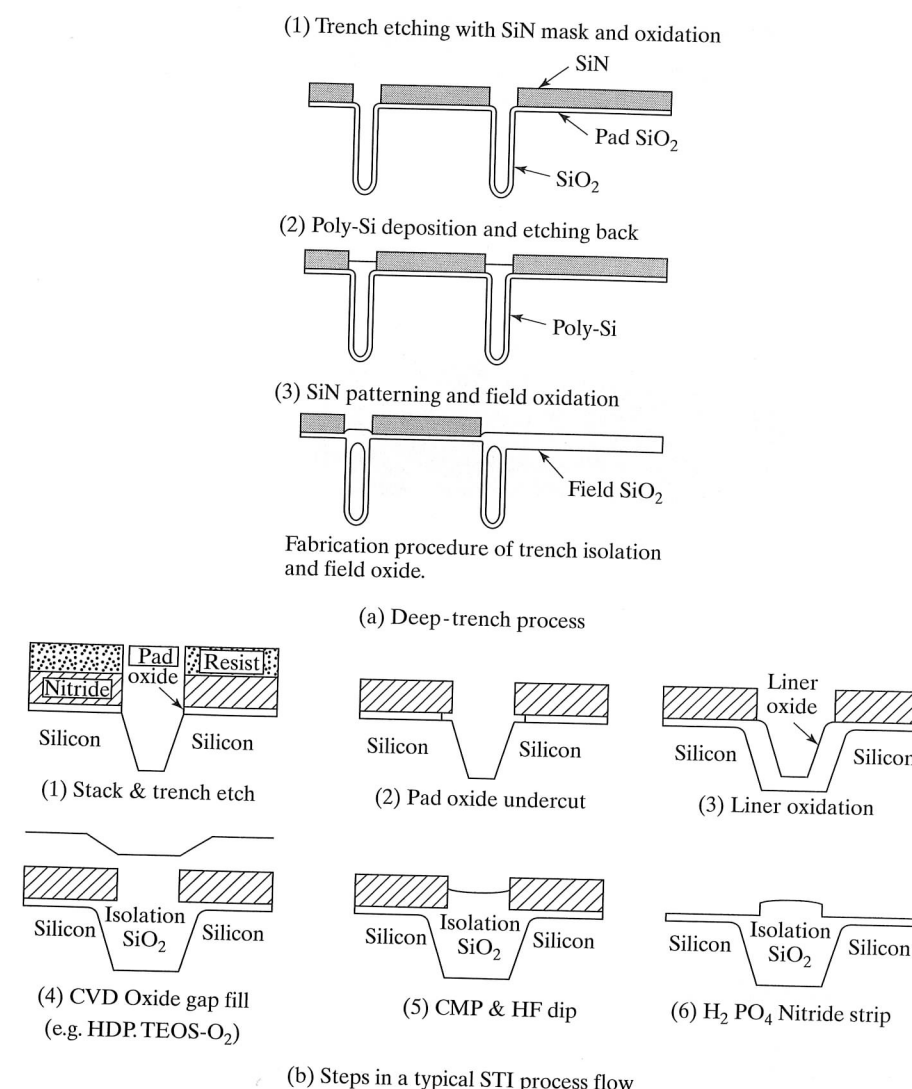 (1) Trench etching with SiN mask and oxidation
SiN
Pad SiO₂
SiO₂
(2) Poly-Si deposition and etching back
Poly-Si
(3) SiN patterning and field oxidation
Field SiO₂
Fabrication procedure of trench isolation
and field oxide.
(a) Deep-trench process
Pad
oxide
Resist
Nitride
Silicon
Silicon
(1) Stack & trench etch
Silicon
Silicon
(2) Pad oxide undercut
Liner
oxide
Silicon
Silicon
(3) Liner oxidation
Isolation
SiO₂
Silicon
Silicon
(4) CVD Oxide gap fill
(e.g. HDP. TEOS-O₂)
Isolation
SiO₂
Silicon
Silicon
(5) CMP & HF dip
Isolation
SiO₂
Silicon
Silicon
(6) H₂ PO₄ Nitride strip
(b) Steps in a typical STI process flow